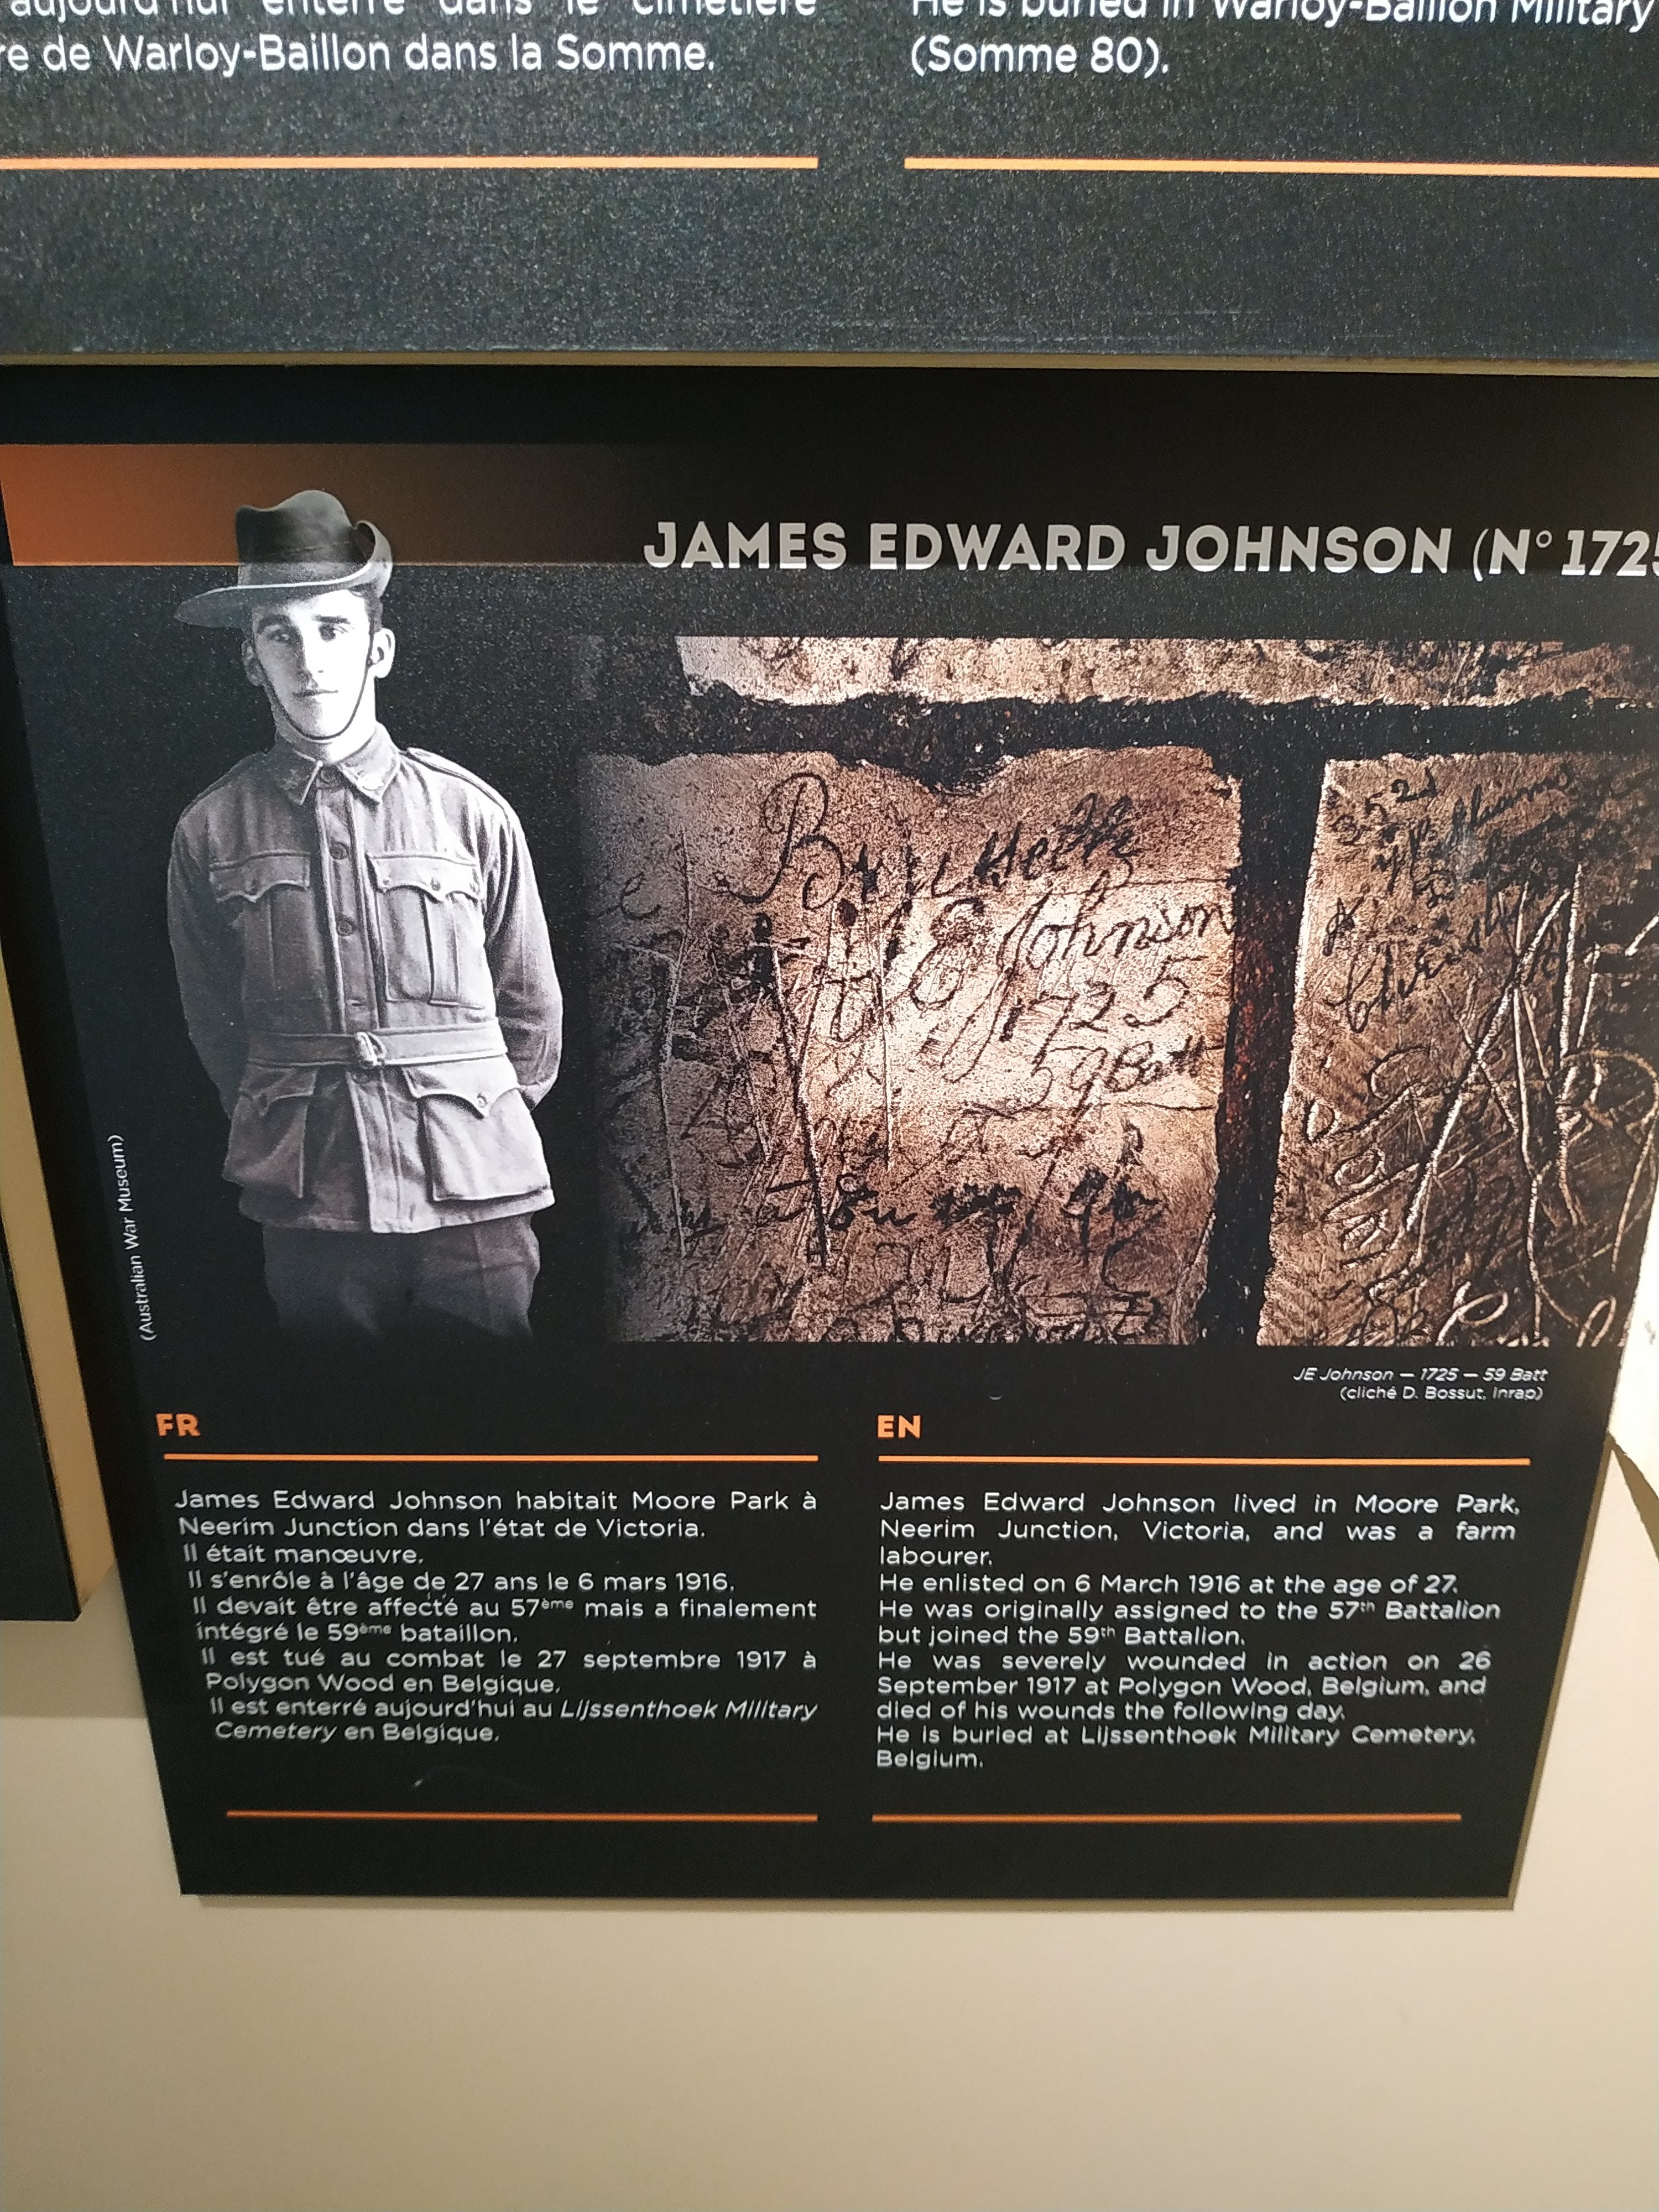 aujourd'hui enterré dans le cimetière
re de Warloy-Baillon dans la Somme.
He is buried in Warloy-Baillon Military
(Somme 80).
JAMES EDWARD JOHNSON (N° 1725
Johnson
1725
59 Batt
(Australian War Museum)
JE Johnson – 1725 – 59 Batt
(cliché D. Bossut, Inrap)
FR
James Edward Johnson habitait Moore Park à
Neerim Junction dans l'état de Victoria.
Il était manœuvre.
Il s'enrôle à l'âge de 27 ans le 6 mars 1916.
Il devait être affecté au 57ème mais a finalement
intégré le 59ème bataillon.
Il est tué au combat le 27 septembre 1917 à
Polygon Wood en Belgique.
Il est enterré aujourd'hui au Lijssenthoek Military
Cemetery en Belgique.
EN
James Edward Johnson lived in Moore Park,
Neerim Junction, Victoria, and was a farm
labourer.
He enlisted on 6 March 1916 at the age of 27.
He was originally assigned to the 57th Battalion
but joined the 59th Battalion.
He was severely wounded in action on 26
September 1917 at Polygon Wood, Belgium, and
died of his wounds the following day.
He is buried at Lijssenthoek Military Cemetery,
Belgium.